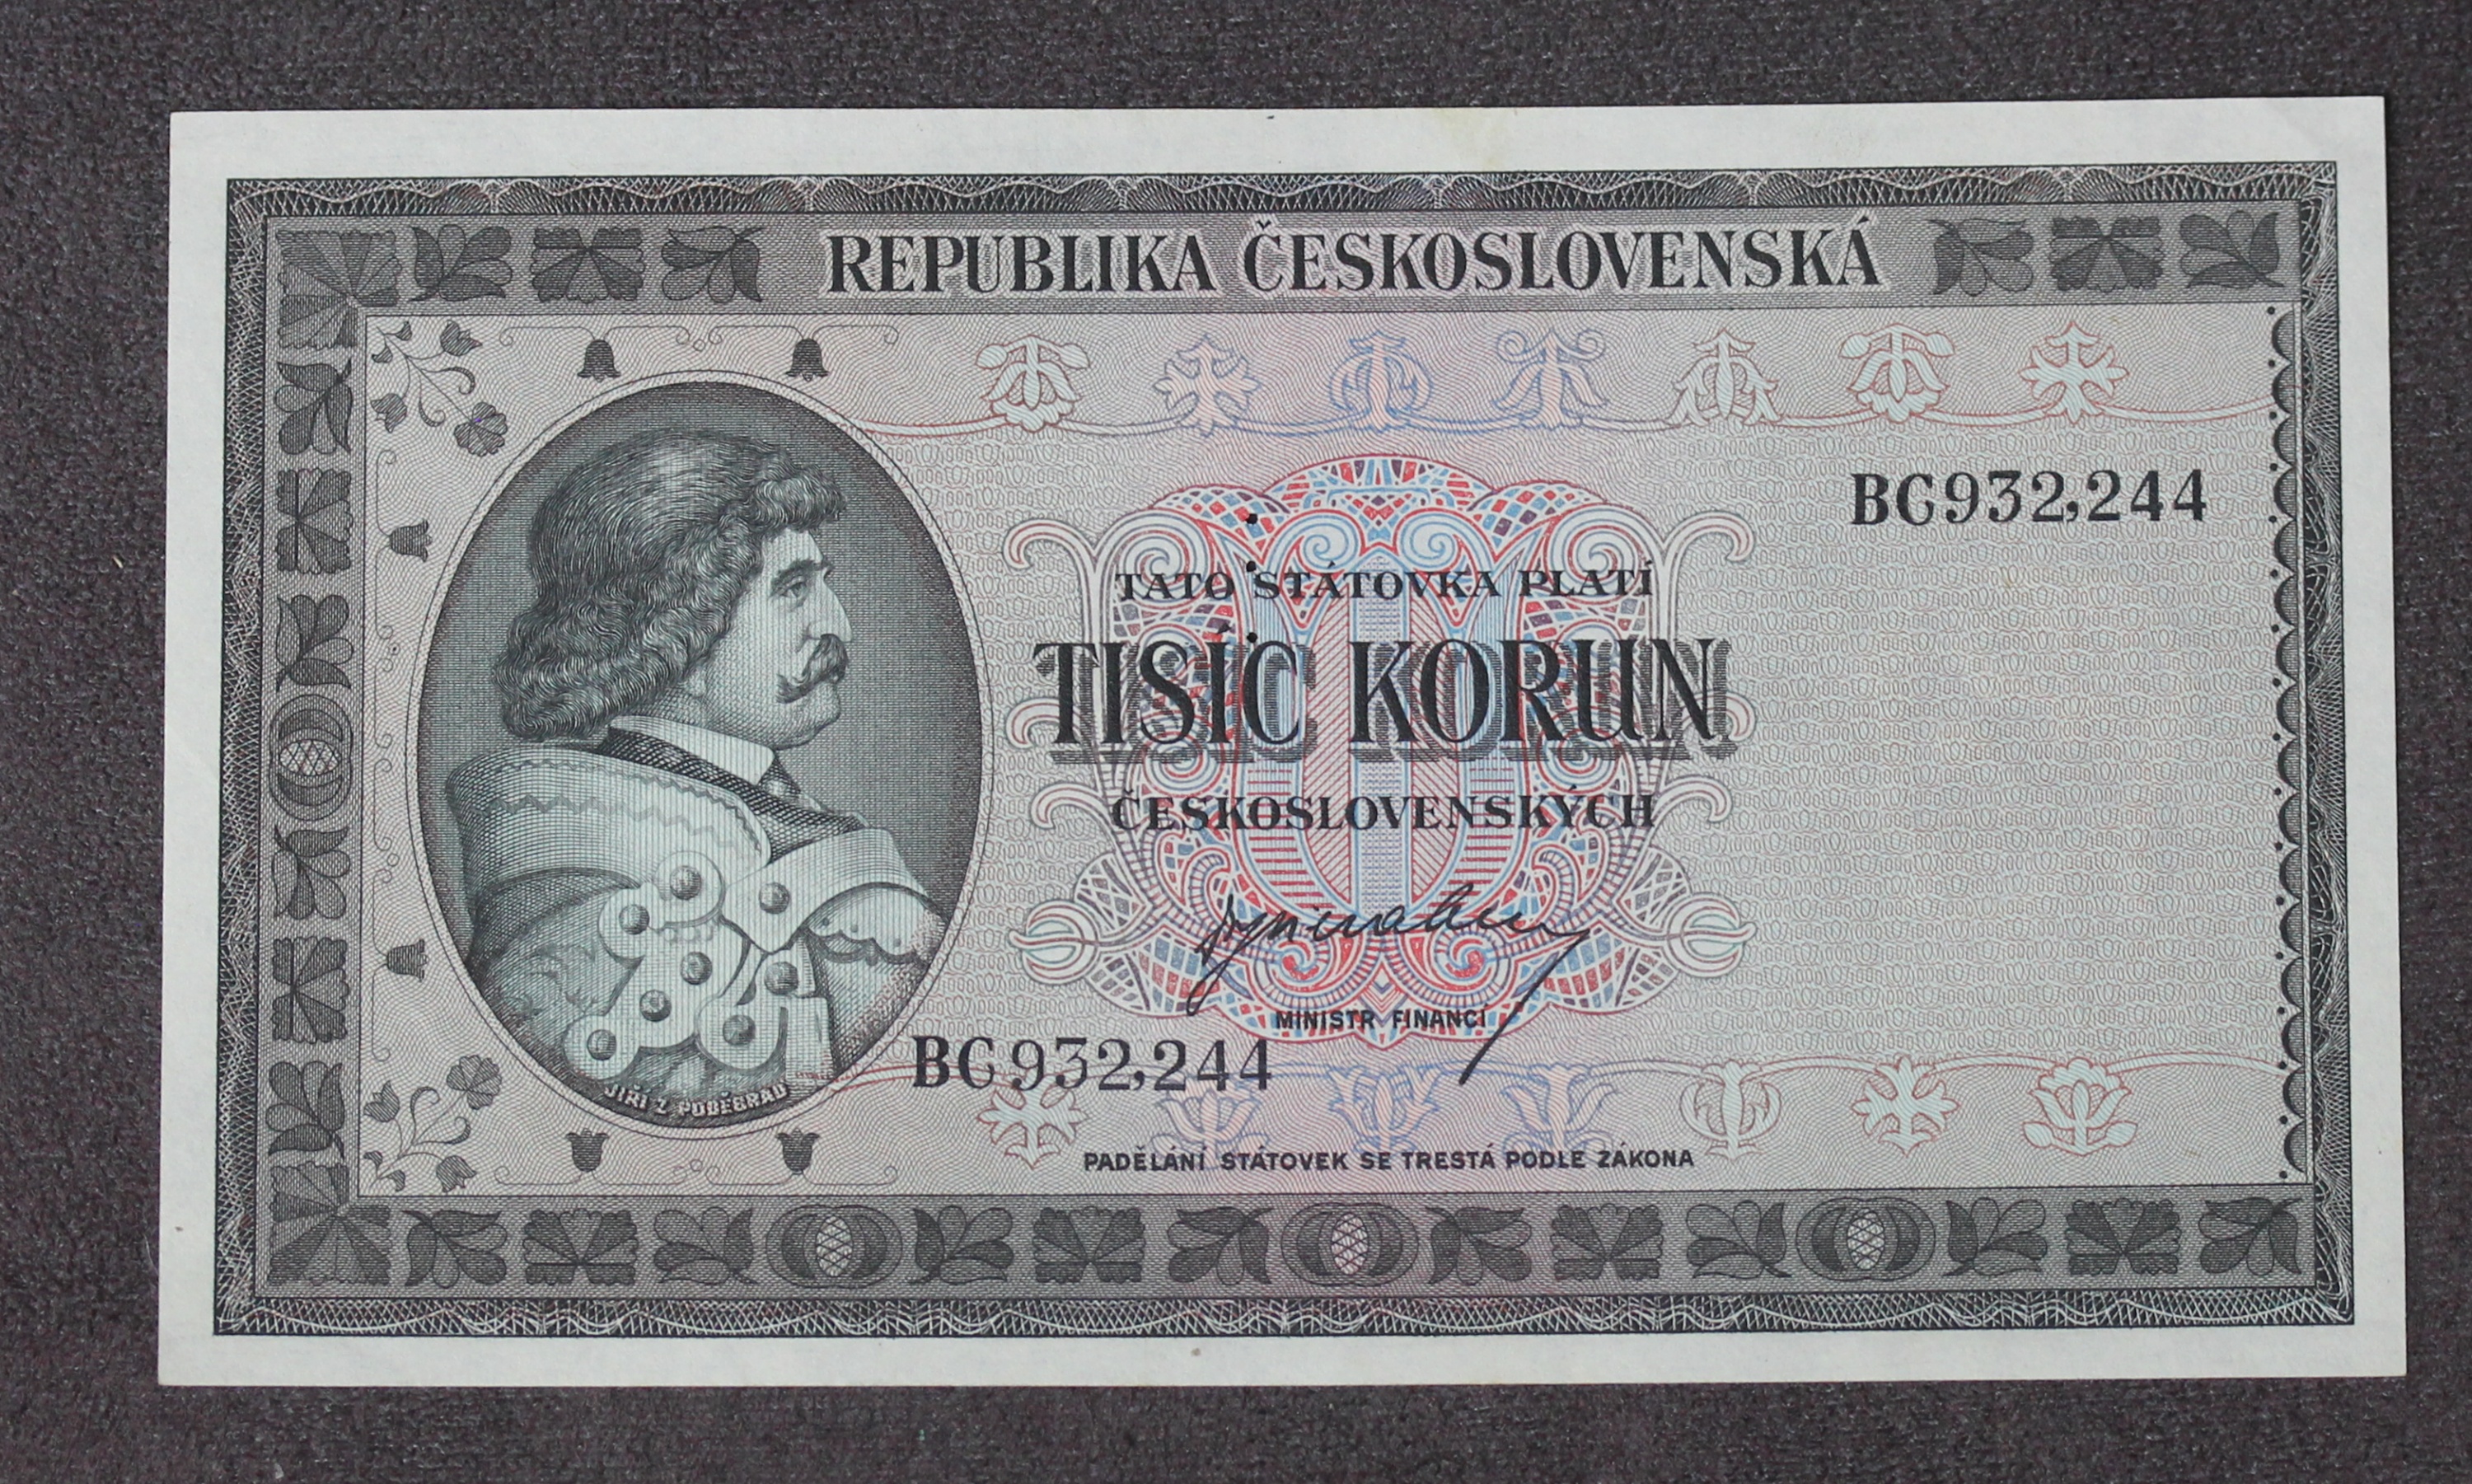 REPUBLIKA ČESKOSLOVENSKÁ
BC932,244
TATO STÁTOVKA PLATÍ
TISÍC KORUN
ČESKOSLOVENSKÝCH
MINISTR FINANCÍ
BC932,244
JIŘÍ Z PODĚBRAD
PADĚLÁNÍ STÁTOVEK SE TRESTÁ PODLE ZÁKONA